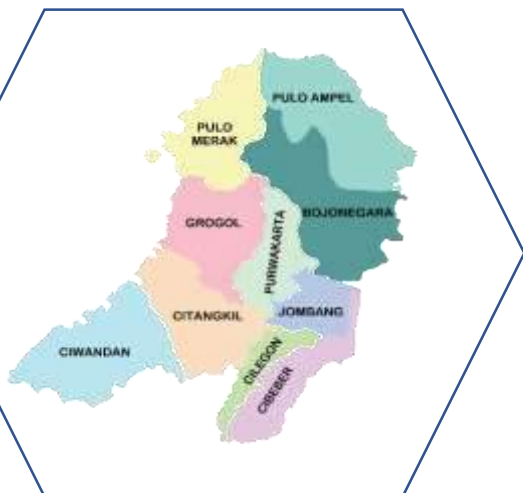 PULO AMPEL
PULO
MERAK
BOJONEGARA
GROGOL
PURWAKARTA
CITANGKIL
JOMBANG
CIWANDAN
CILEGON
CIBEBER